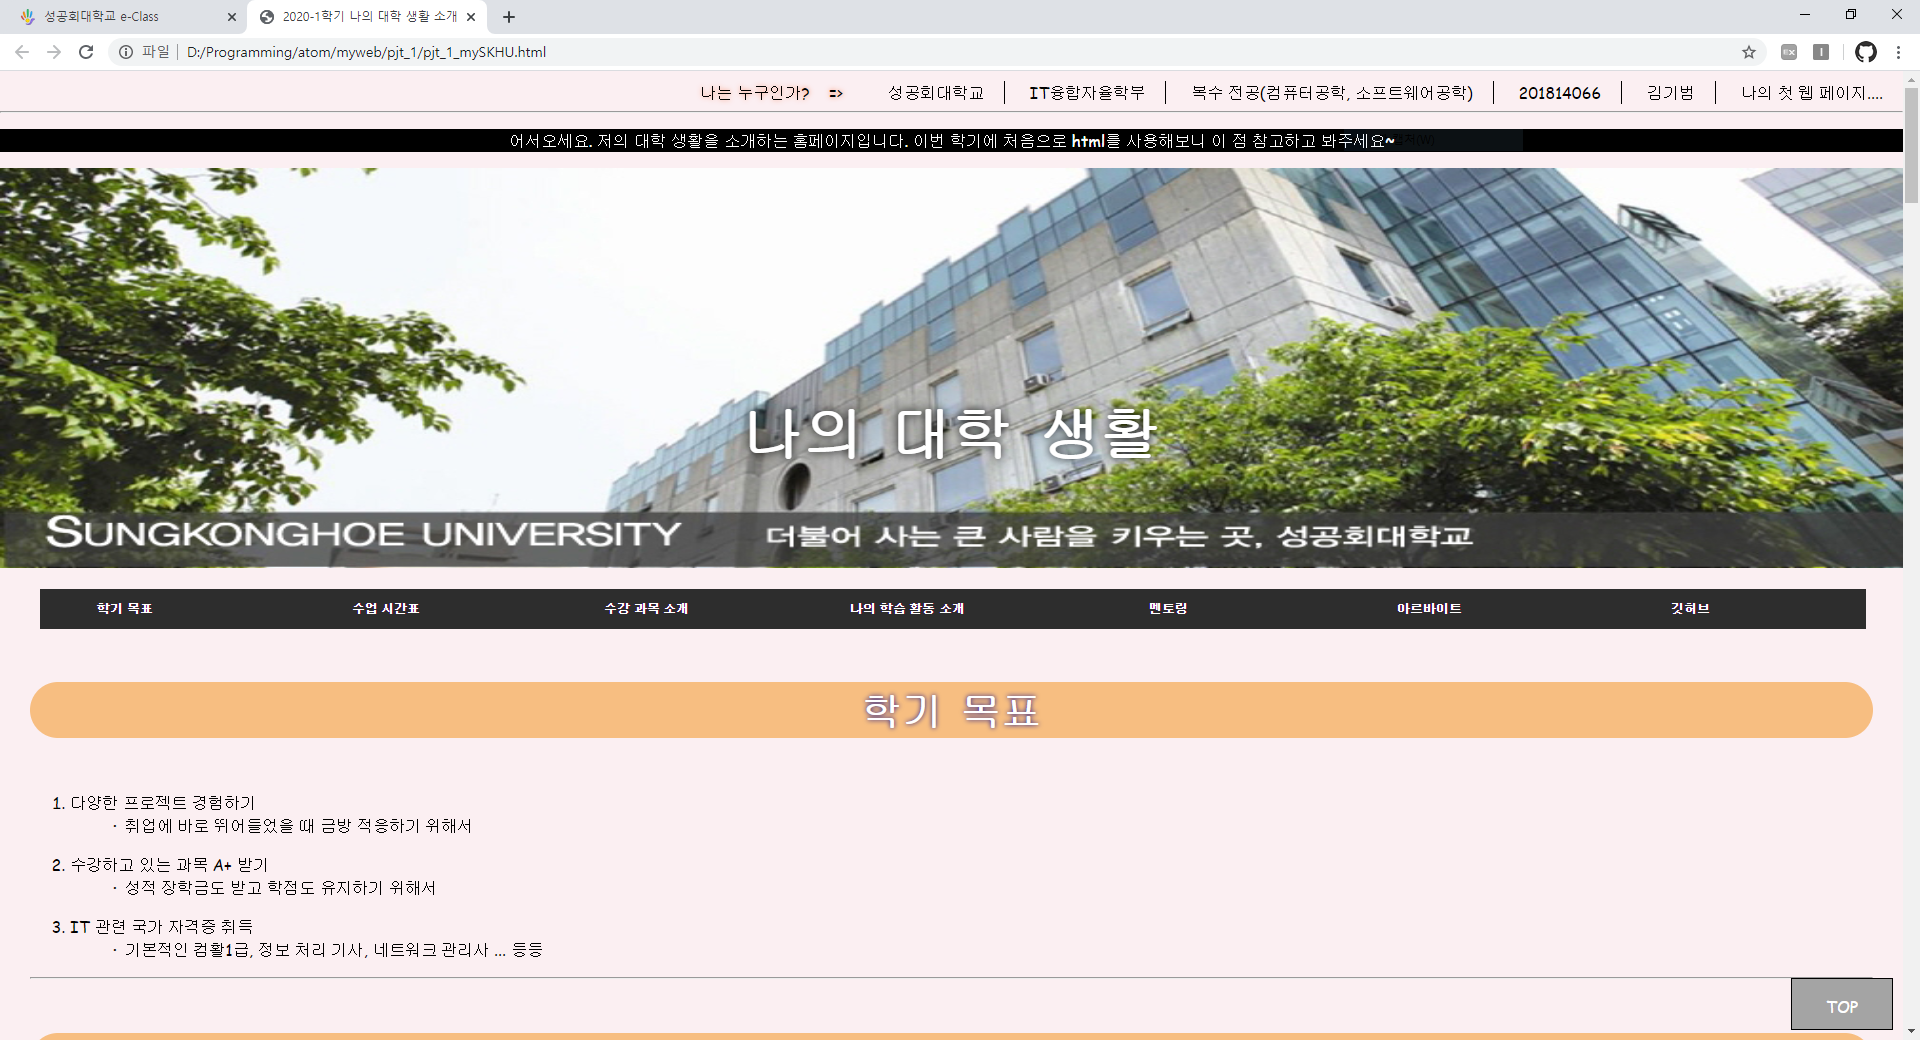 성공회대학교 e-Class
2020-1학기 나의 대학 생활 소개
파일 D:/Programming/atom/myweb/pjt_1/pjt_1_mySKHU.html
나는 누구인가? => 성공회대학교 IT융합자율학부 복수 전공(컴퓨터공학, 소프트웨어공학) 201814066 김기범 나의 첫 웹 페이지....
어서오세요. 저의 대학 생활을 소개하는 홈페이지입니다. 이번 학기에 처음으로 html를 사용해보니 이 점 참고하고 봐주세요~
나의 대학 생활
SUNGKONGHOE UNIVERSITY 더불어 사는 큰 사람을 키우는 곳, 성공회대학교
학기 목표 수업 시간표 수강 과목 소개 나의 학습 활동 소개 멘토링 아르바이트 깃허브
학기 목표
1. 다양한 프로젝트 경험하기
· 취업에 바로 뛰어들었을 때 금방 적응하기 위해서
2. 수강하고 있는 과목 A+ 받기
· 성적 장학금도 받고 학점도 유지하기 위해서
3. IT 관련 국가 자격증 취득
· 기본적인 컴활1급, 정보 처리 기사, 네트워크 관리사 ... 등등
TOP